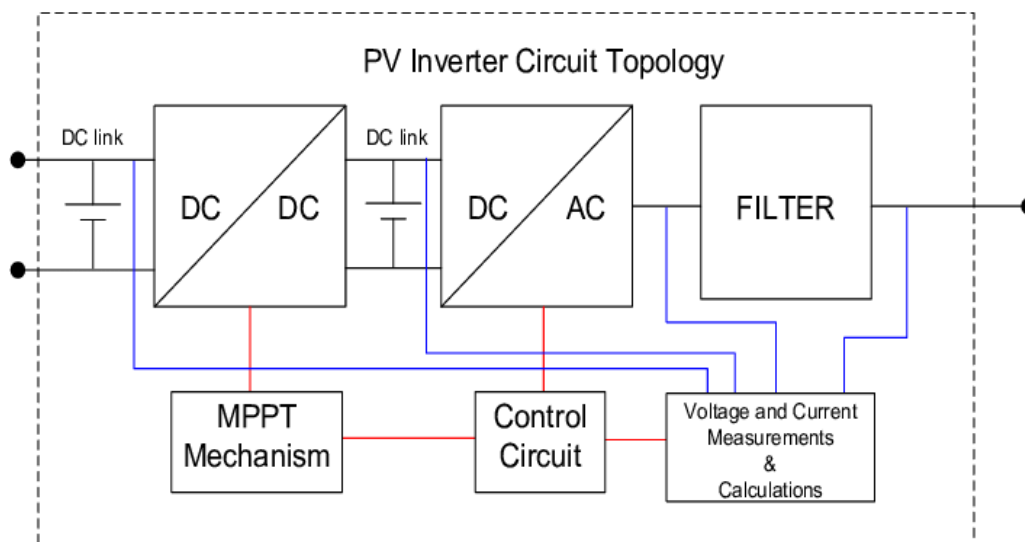 PV Inverter Circuit Topology
DC link
DC link
DC
DC
DC
AC
FILTER
MPPT
Mechanism
Control
Circuit
Voltage and Current
Measurements
&
Calculations